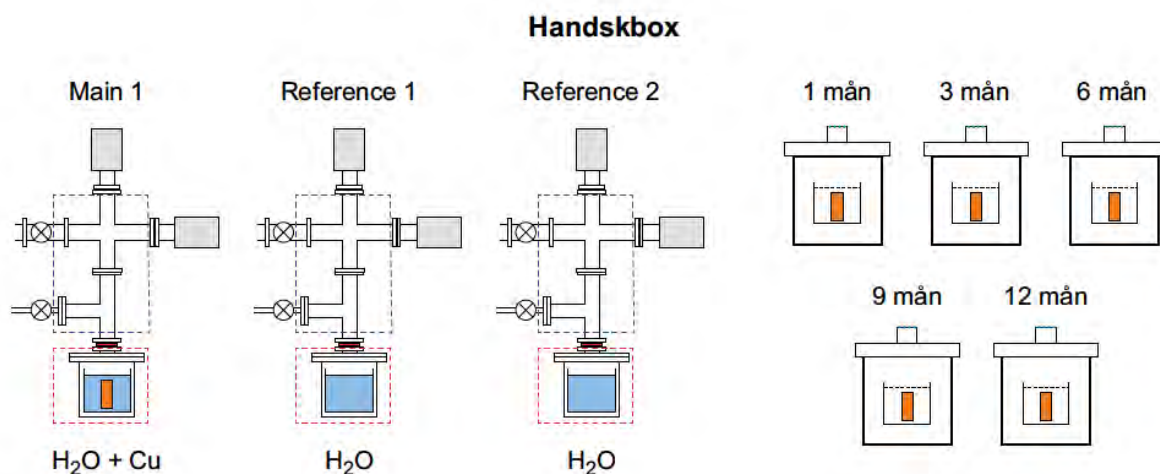 Handskbox
Main 1
Reference 1
Reference 2
1 mån
3 mån
6 mån
9 mån
12 mån
H₂O + Cu
H₂O
H₂O